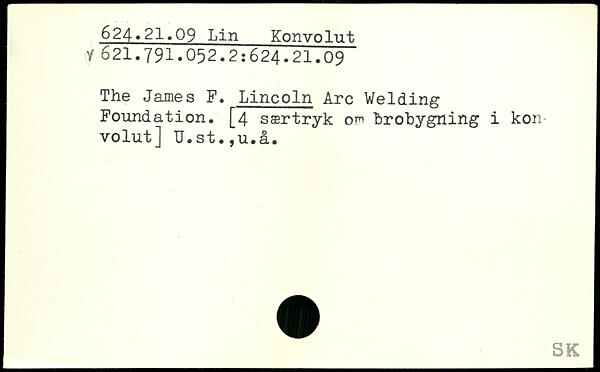 624.21.09 Lin Konvolut
√ 621.791.052.2:624.21.09
The James F. Lincoln Arc Welding
Foundation. [4 særtryk om brobygning i kon-
volut] U.st.,u.å.
SK